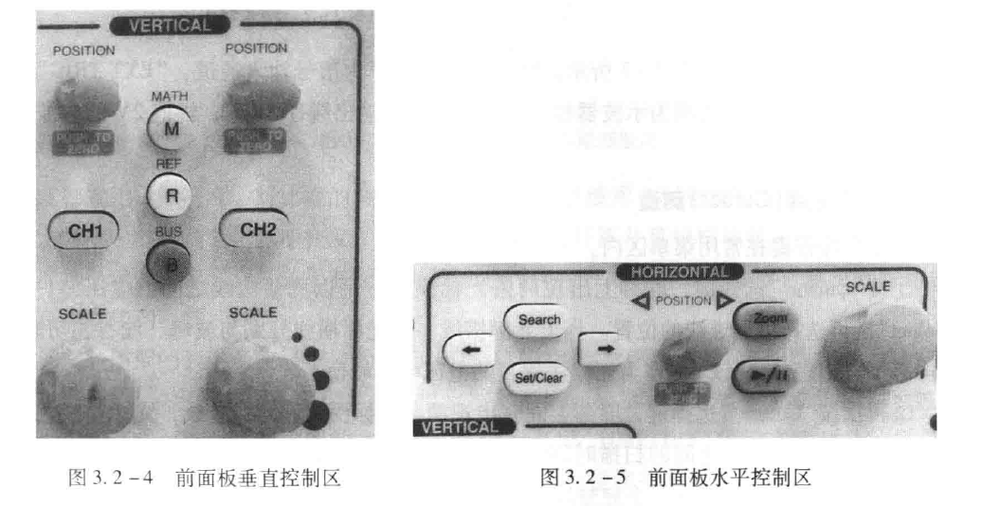 VERTICAL
POSITION
POSITION
MATH
M
PUSH TO
ZERO
PUSH TO
ZERO
REF
R
CH1
BUS
CH2
B
SCALE
SCALE
图 3.2-4 前面板垂直控制区
HORIZONTAL
POSITION
SCALE
Search
Zoom
Set/Clear
PUSH TO
ZERO
VERTICAL
图 3.2-5 前面板水平控制区